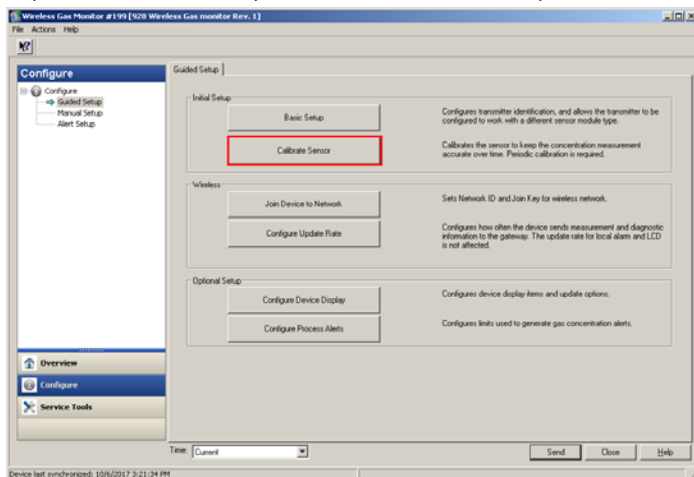 Wireless Gas Monitor #199 [928 Wireless Gas monitor Rev. 1]
File Actions Help
Configure
Guided Setup
Configure
Guided Setup
Manual Setup
Alert Setup
Initial Setup
Basic Setup
Configures transmitter identification, and allows the transmitter to be
configured to work with a different sensor module type.
Calibrate Sensor
Calibrates the sensor to keep the concentration measurement
accurate over time. Periodic calibration is required.
Wireless
Join Device to Network
Sets Network ID and Join Key for wireless network.
Configure Update Rate
Configures how often the device sends measurement and diagnostic
information to the gateway. The update rate for local alarm and LCD
is not affected.
Optional Setup
Configure Device Display
Configures device display items and update options.
Configure Process Alerts
Configures limits used to generate gas concentration alerts.
Overview
Configure
Service Tools
Time: Current
Send Close Help
Device last synchronized: 10/6/2017 3:21:34 PM